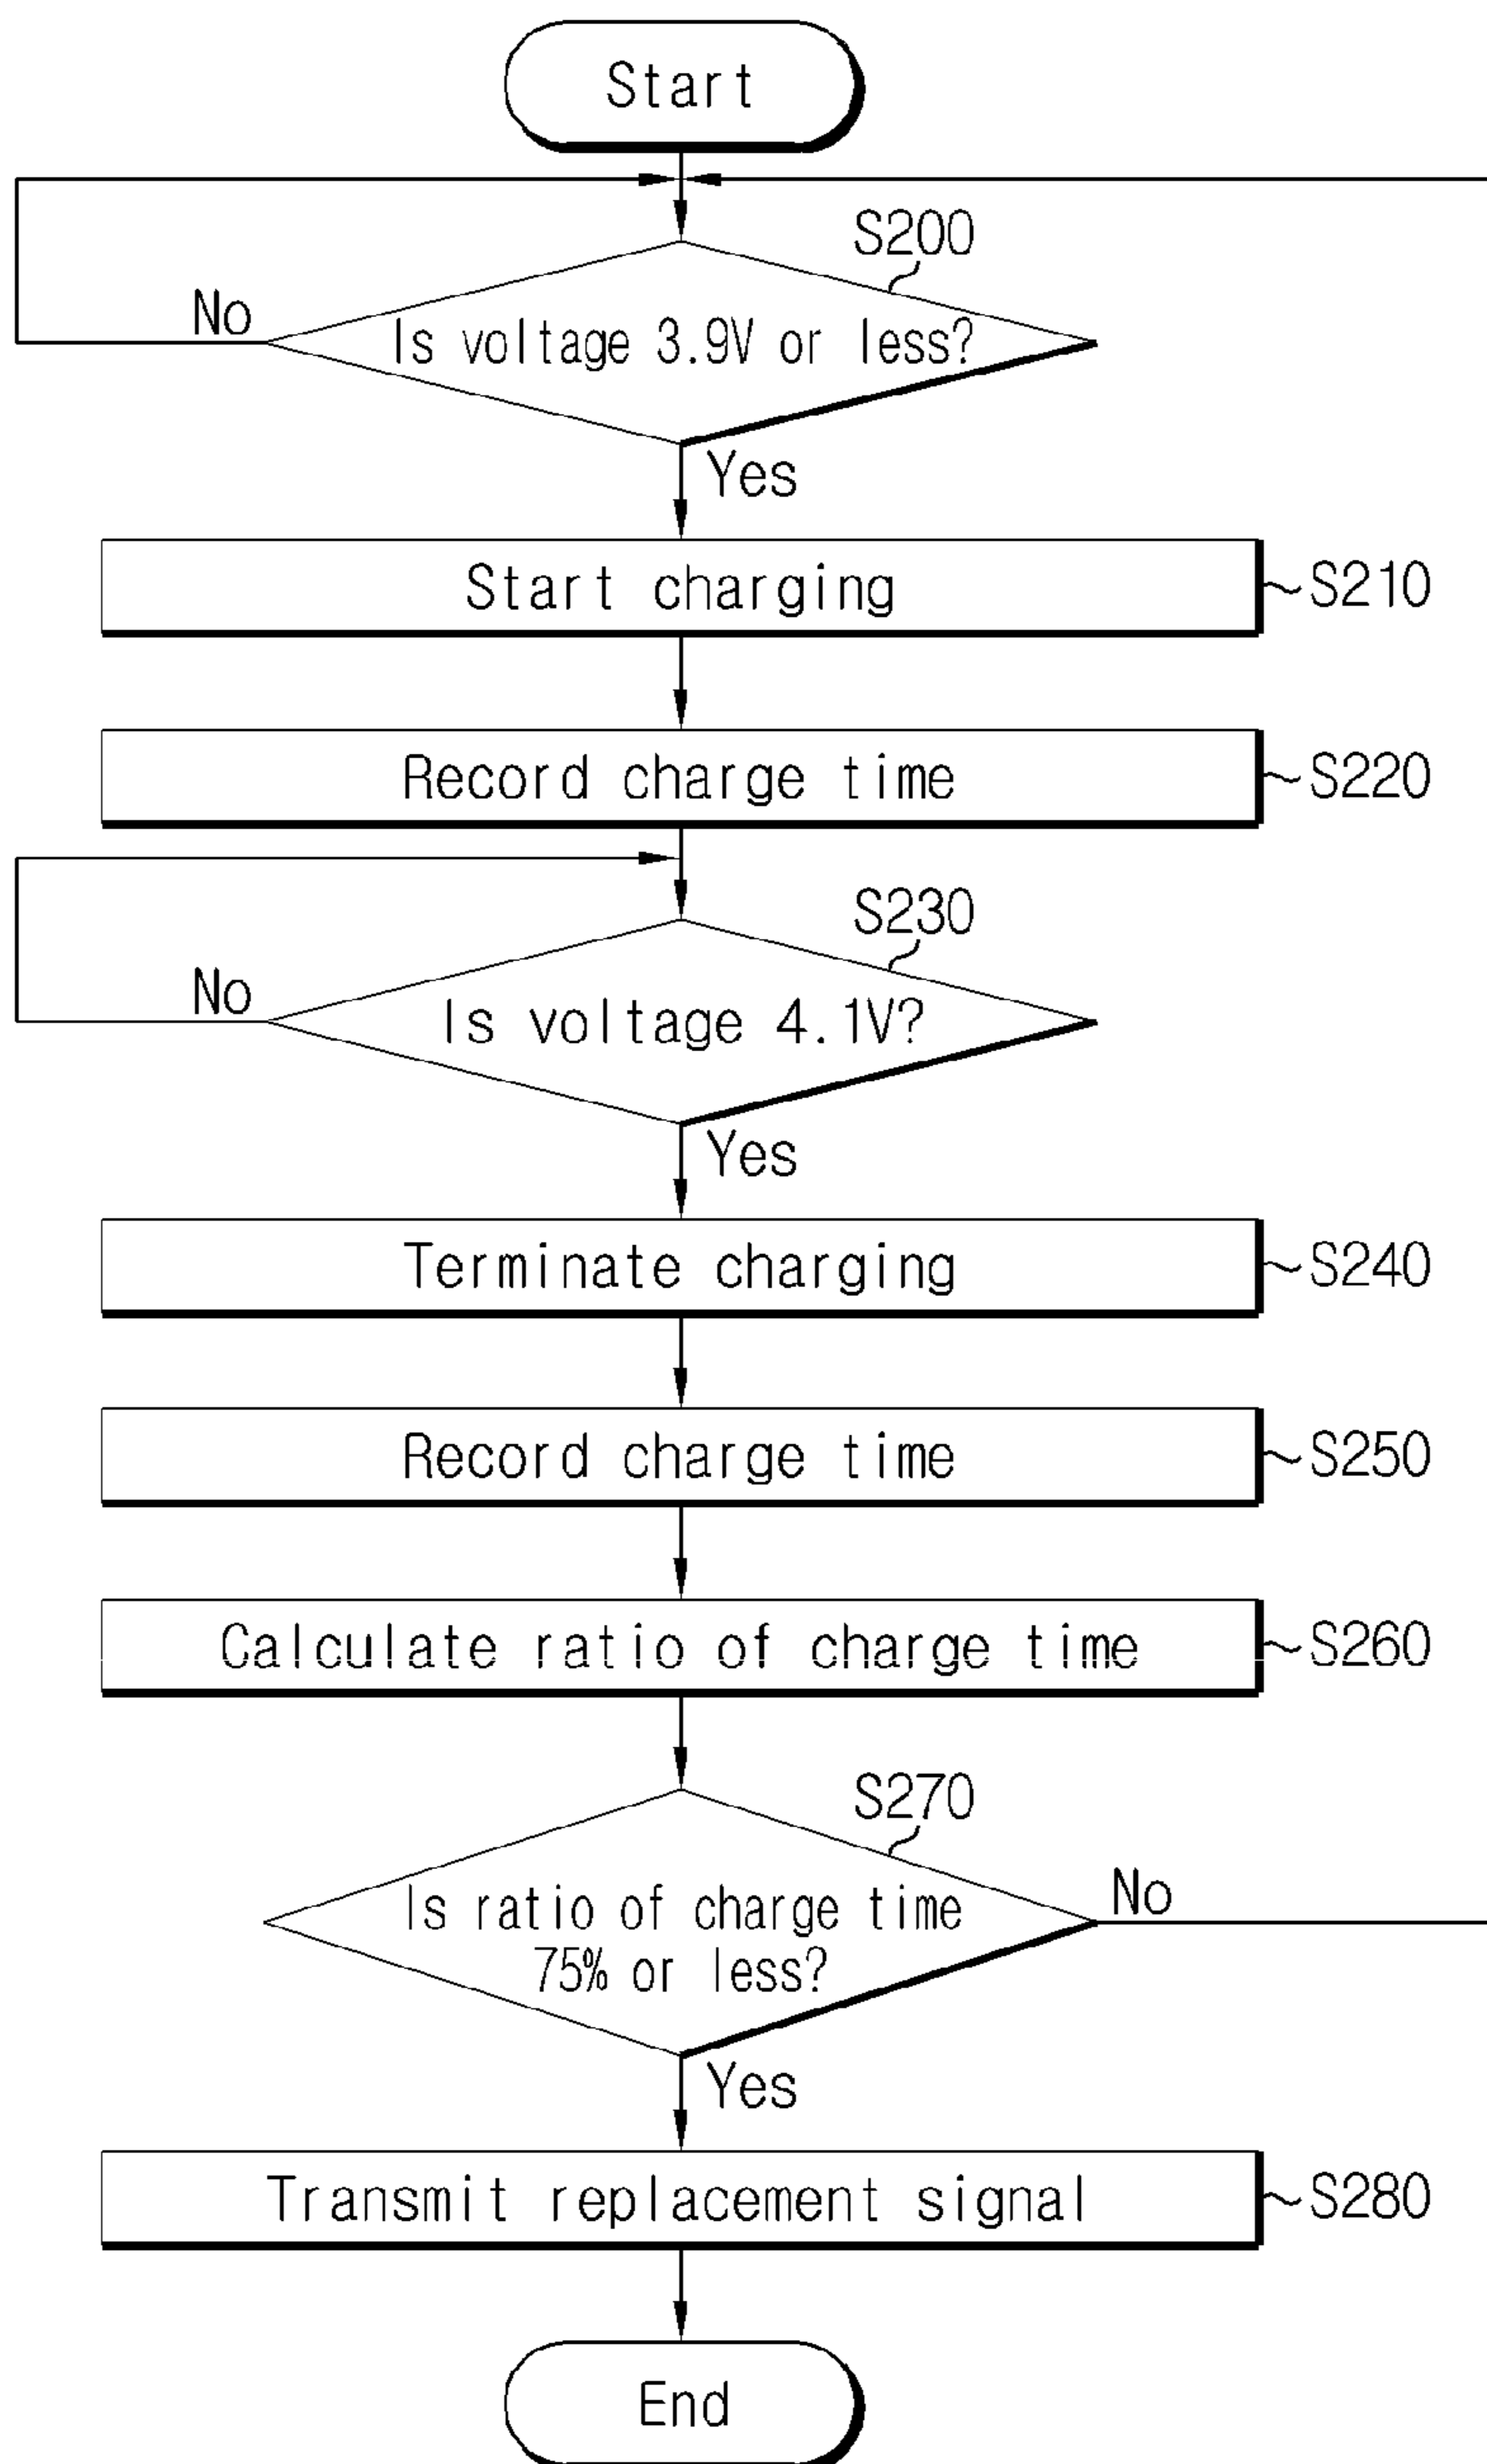 Start
S200
No
Is voltage 3.9V or less?
Yes
Start charging
S210
Record charge time
S220
S230
No
Is voltage 4.1V?
Yes
Terminate charging
S240
Record charge time
S250
Calculate ratio of charge time
S260
S270
No
Is ratio of charge time
75% or less?
Yes
Transmit replacement signal
S280
End